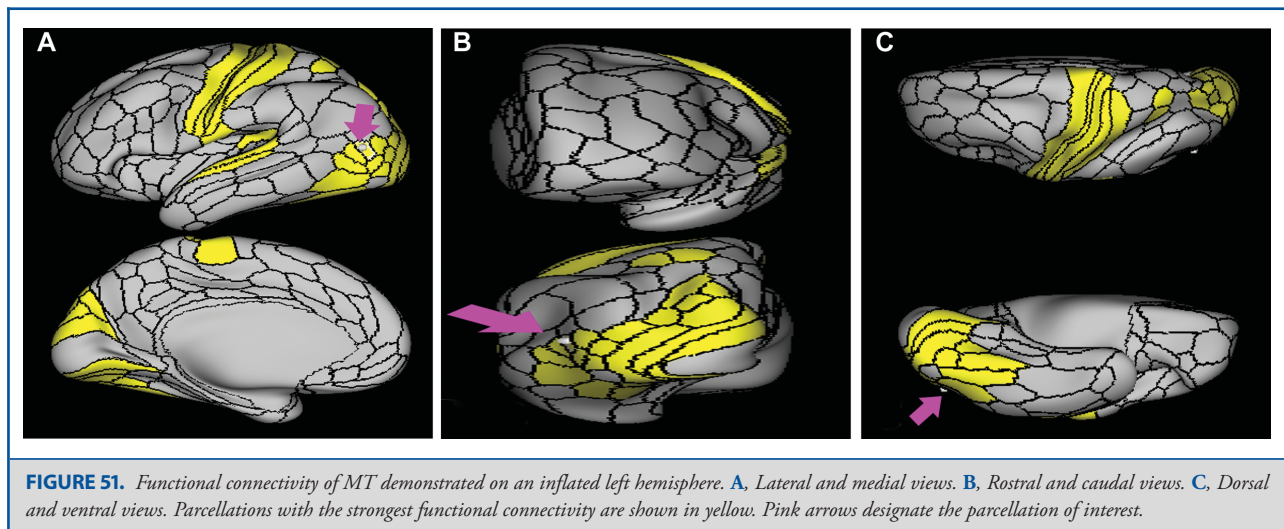 A
B
C
FIGURE 51. Functional connectivity of MT demonstrated on an inflated left hemisphere. A, Lateral and medial views. B, Rostral and caudal views. C, Dorsal
and ventral views. Parcellations with the strongest functional connectivity are shown in yellow. Pink arrows designate the parcellation of interest.